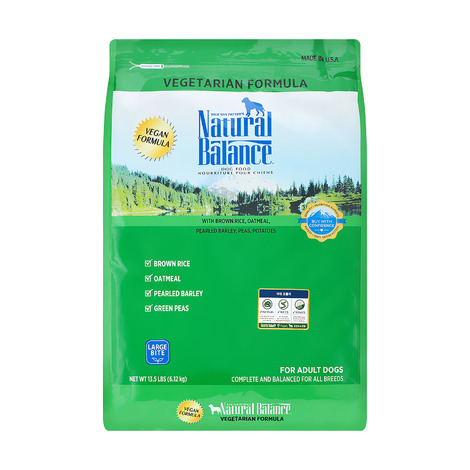 MADE IN U.S.A.
VEGETARIAN FORMULA
VEGAN
FORMULA
DICK VAN PATTEN'S
Natural
Balance
DOG FOOD
NOURRITURE POUR CHIENS
WITH BROWN RICE, OATMEAL,
PEARLED BARLEY, PEAS, POTATOES
BUY WITH
CONFIDENCE
BROWN RICE
OATMEAL
PEARLED BARLEY
GREEN PEAS
LARGE
BITE
NET WT 13.5 LBS (6.12 kg)
FOR ADULT DOGS
COMPLETE AND BALANCED FOR ALL BREEDS
VEGAN
FORMULA
Natural Balance
VEGETARIAN FORMULA